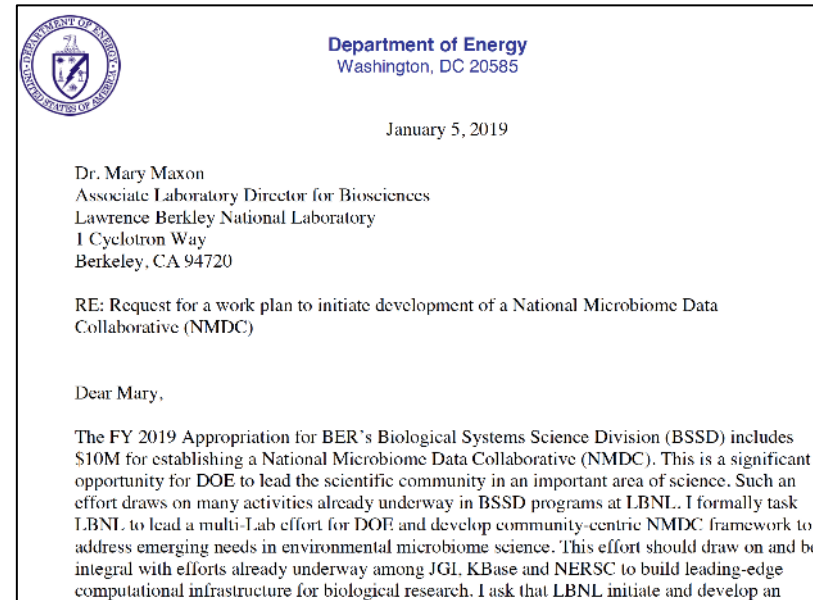 DEPARTMENT OF ENERGY
UNITED STATES OF AMERICA
Department of Energy
Washington, DC 20585
January 5, 2019
Dr. Mary Maxon
Associate Laboratory Director for Biosciences
Lawrence Berkley National Laboratory
1 Cyclotron Way
Berkeley, CA 94720
RE: Request for a work plan to initiate development of a National Microbiome Data
Collaborative (NMDC)
Dear Mary,
The FY 2019 Appropriation for BER's Biological Systems Science Division (BSSD) includes
$10M for establishing a National Microbiome Data Collaborative (NMDC). This is a significant
opportunity for DOE to lead the scientific community in an important area of science. Such an
effort draws on many activities already underway in BSSD programs at LBNL. I formally task
LBNL to lead a multi-Lab effort for DOE and develop community-centric NMDC framework to
address emerging needs in environmental microbiome science. This effort should draw on and be
integral with efforts already underway among JGI, KBase and NERSC to build leading-edge
computational infrastructure for biological research. I ask that LBNL initiate and develop an